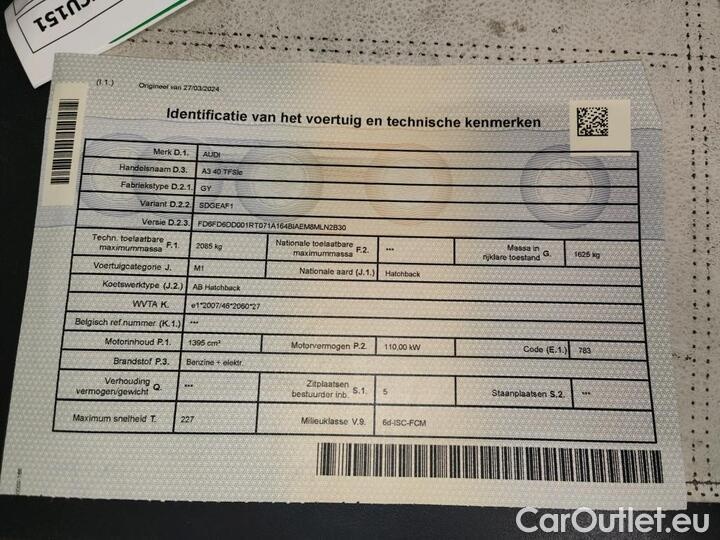 CU151
(I.1.)
Origineel van 27/03/2024
Identificatie van het voertuig en technische kenmerken
Merk D.1. AUDI
Handelsnaam D.3. A3 40 TFSIe
Fabriekstype D.2.1. GY
Variant D.2.2. SDGEAF1
Versie D.2.3. FD6FD6DD001RT071A164BIAEM8MLN2B30
Techn. toelaatbare maximummassa F.1. 2085 kg Nationale toelaatbare maximummassa F.2. *** Massa in rijklare toestand G. 1625 kg
Voertuigcategorie J. M1 Nationale aard (J.1.) Hatchback
Koetswerktype (J.2.) AB Hatchback
WVTA K. e1*2007/46*2060*27
Belgisch ref.nummer (K.1.) ***
Motorinhoud P.1. 1395 cm³ Motorvermogen P.2. 110,00 kW Code (E.1.) 783
Brandstof P.3. Benzine + elektr.
Verhouding vermogen/gewicht Q. *** Zitplaatsen bestuurder inb. S.1. 5 Staanplaatsen S.2. ***
Maximum snelheid T. 227 Milieuklasse V.9. 6d-ISC-FCM
CarOutlet.eu